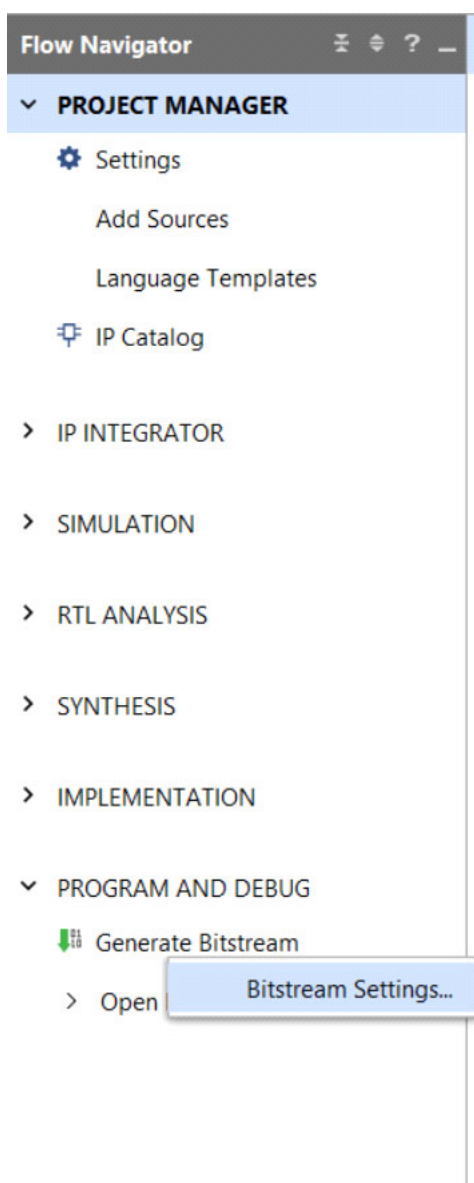 Flow Navigator ?
PROJECT MANAGER
Settings
Add Sources
Language Templates
IP Catalog
IP INTEGRATOR
SIMULATION
RTL ANALYSIS
SYNTHESIS
IMPLEMENTATION
PROGRAM AND DEBUG
Generate Bitstream
Bitstream Settings...
Open